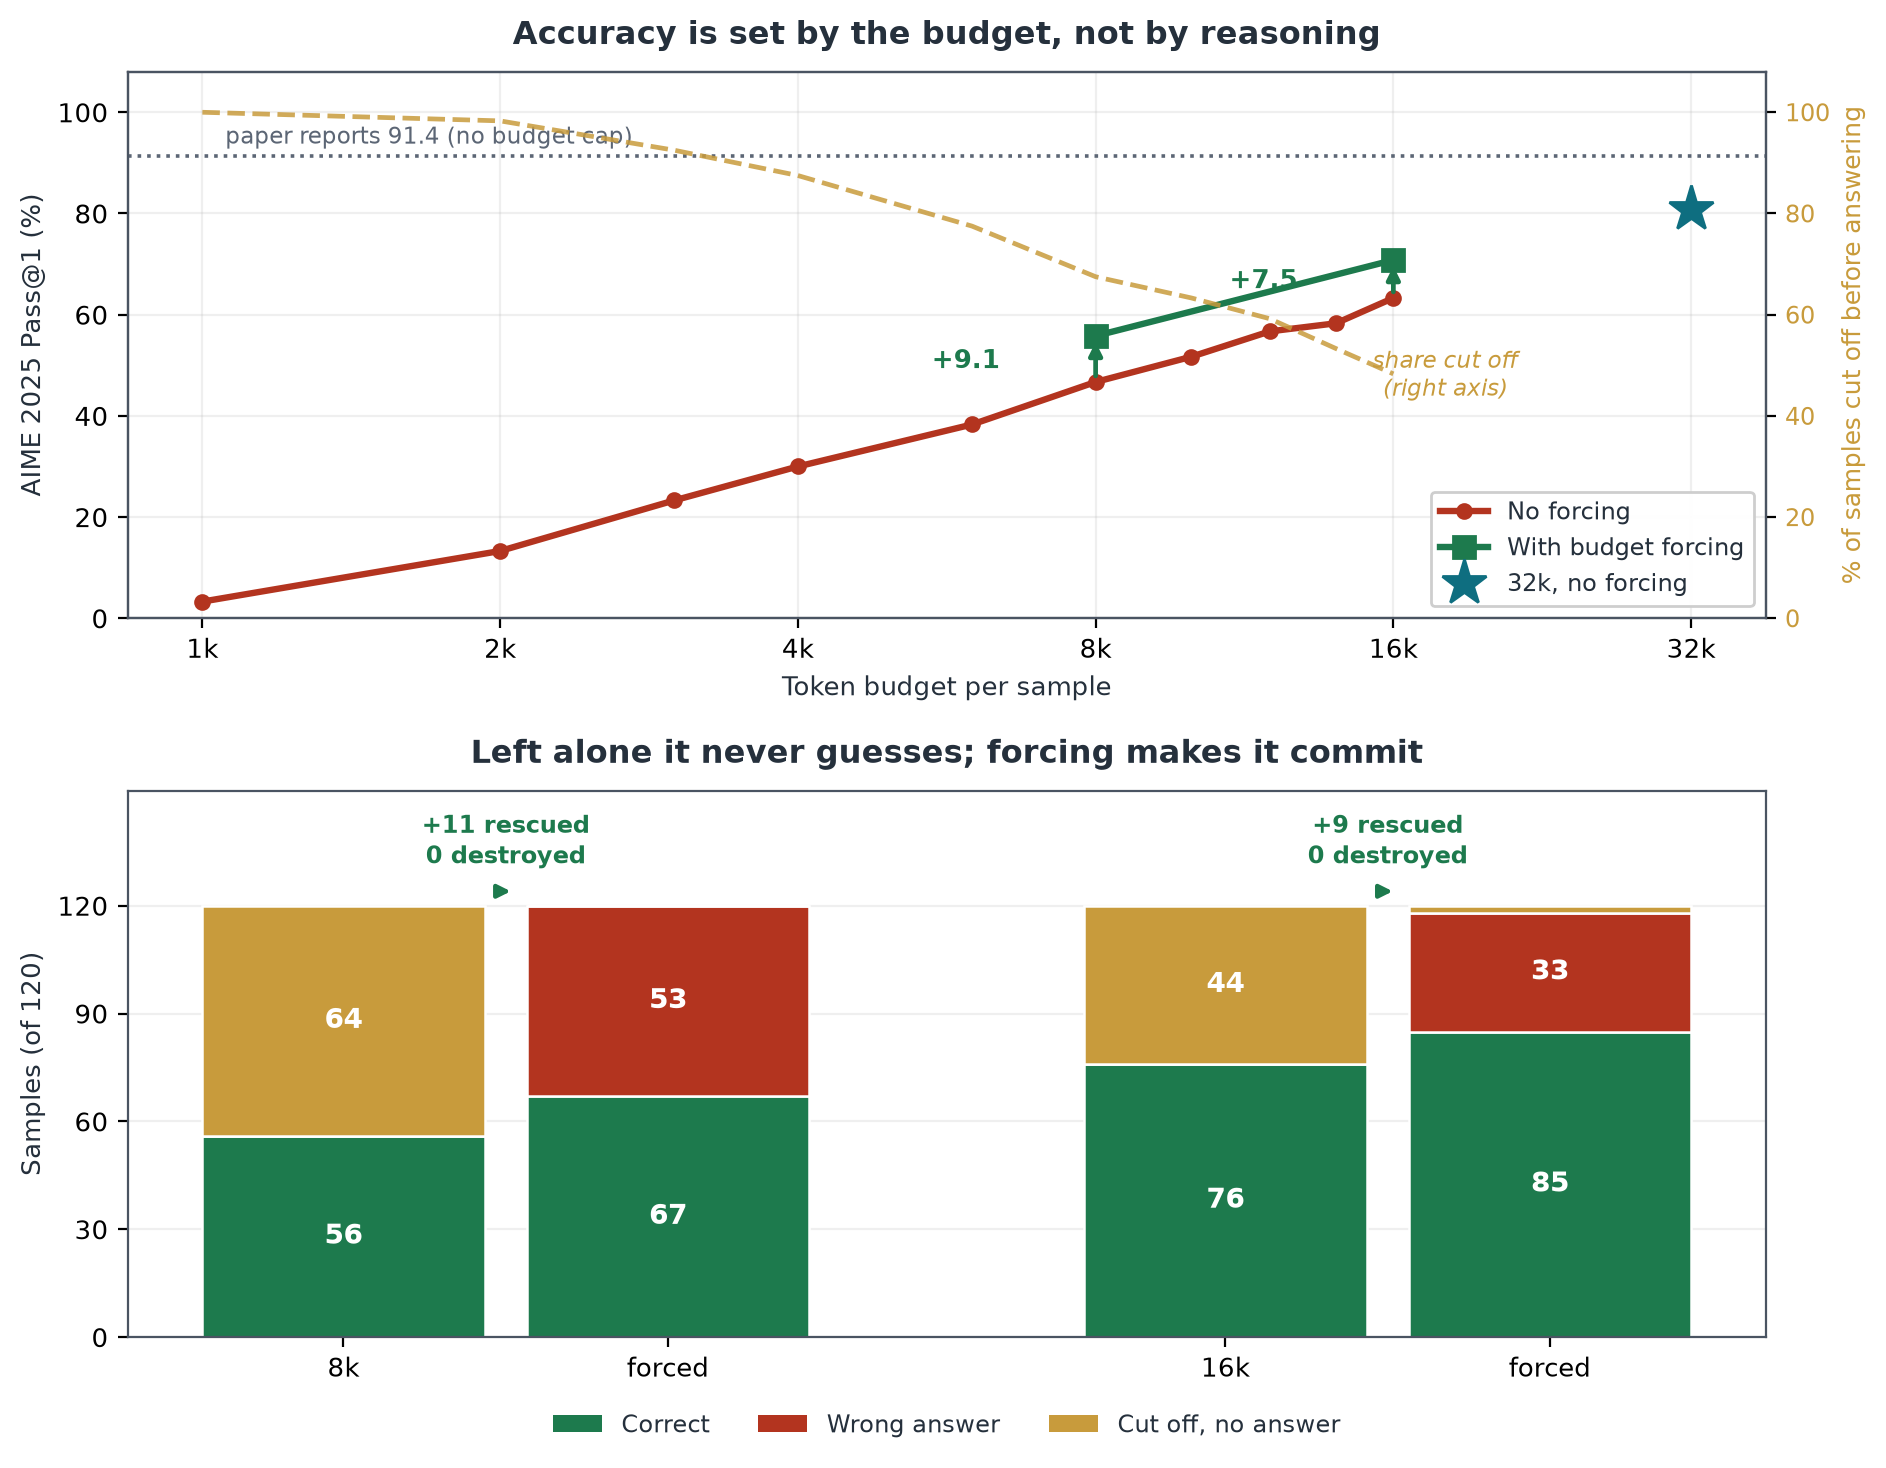 Accuracy is set by the budget, not by reasoning
100
80
60
40
20
0
AIME 2025 Pass@1 (%)
paper reports 91.4 (no budget cap)
+9.1
+7.5
share cut off
(right axis)
No forcing
With budget forcing
32k, no forcing
100
80
60
40
20
0
% of samples cut off before answering
1k 2k 4k 8k 16k 32k
Token budget per sample
Left alone it never guesses; forcing makes it commit
+11 rescued
0 destroyed
+9 rescued
0 destroyed
120
90
60
30
0
Samples (of 120)
64
56
53
67
44
76
33
85
8k forced 16k forced
Correct Wrong answer Cut off, no answer